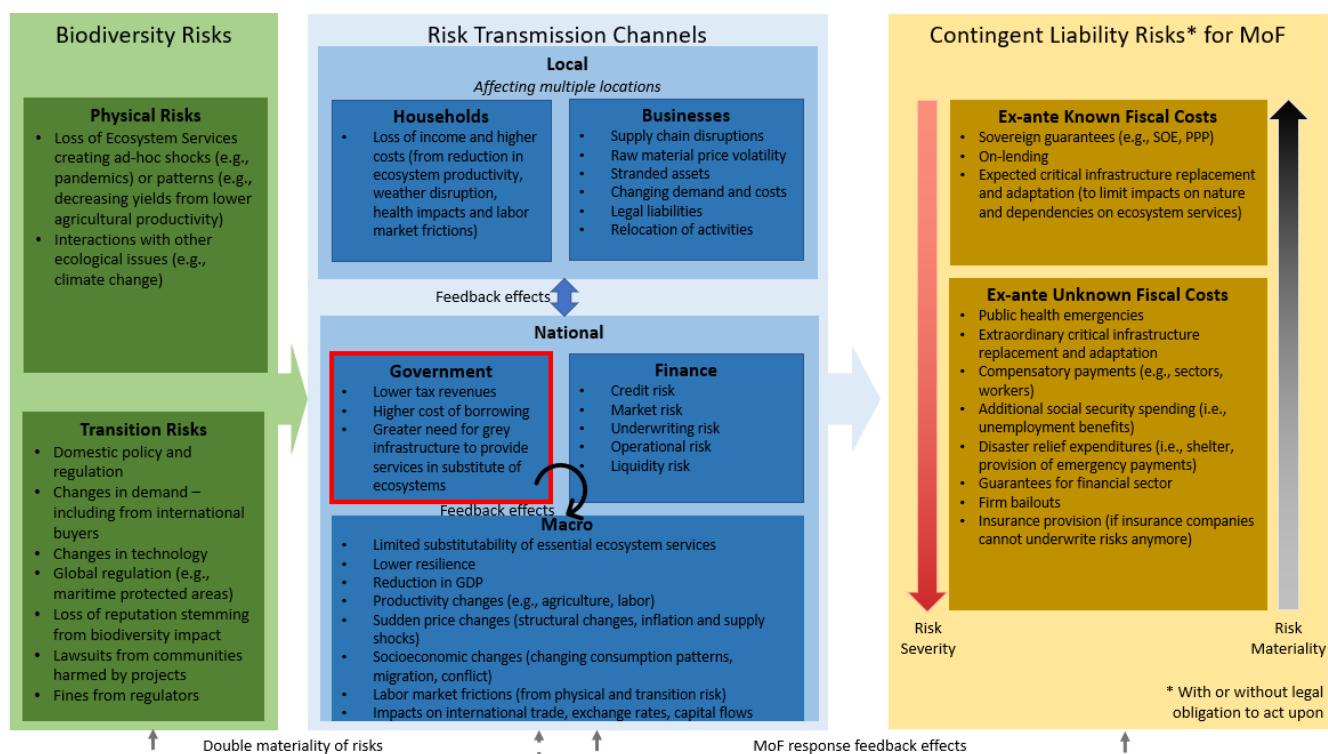 Biodiversity Risks
Physical Risks
• Loss of Ecosystem Services
creating ad-hoc shocks (e.g.,
pandemics) or patterns (e.g.,
decreasing yields from lower
agricultural productivity)
• Interactions with other
ecological issues (e.g.,
climate change)
Transition Risks
• Domestic policy and
regulation
• Changes in demand –
including from international
buyers
• Changes in technology
• Global regulation (e.g.,
maritime protected areas)
• Loss of reputation stemming
from biodiversity impact
• Lawsuits from communities
harmed by projects
• Fines from regulators
Risk Transmission Channels
Local
Affecting multiple locations
Households
• Loss of income and higher
costs (from reduction in
ecosystem productivity,
weather disruption,
health impacts and labor
market frictions)
Businesses
• Supply chain disruptions
• Raw material price volatility
• Stranded assets
• Changing demand and costs
• Legal liabilities
• Relocation of activities
Feedback effects
National
Government
• Lower tax revenues
• Higher cost of borrowing
• Greater need for grey
infrastructure to provide
services in substitute of
ecosystems
Finance
• Credit risk
• Market risk
• Underwriting risk
• Operational risk
• Liquidity risk
Feedback effects
Macro
• Limited substitutability of essential ecosystem services
• Lower resilience
• Reduction in GDP
• Productivity changes (e.g., agriculture, labor)
• Sudden price changes (structural changes, inflation and supply
shocks)
• Socioeconomic changes (changing consumption patterns,
migration, conflict)
• Labor market frictions (from physical and transition risk)
• Impacts on international trade, exchange rates, capital flows
Contingent Liability Risks* for MoF
Ex-ante Known Fiscal Costs
• Sovereign guarantees (e.g., SOE, PPP)
• On-lending
• Expected critical infrastructure replacement
and adaptation (to limit impacts on nature
and dependencies on ecosystem services)
Ex-ante Unknown Fiscal Costs
• Public health emergencies
• Extraordinary critical infrastructure
replacement and adaptation
• Compensatory payments (e.g., sectors,
workers)
• Additional social security spending (i.e.,
unemployment benefits)
• Disaster relief expenditures (i.e., shelter,
provision of emergency payments)
• Guarantees for financial sector
• Firm bailouts
• Insurance provision (if insurance companies
cannot underwrite risks anymore)
Risk
Severity
Risk
Materiality
* With or without legal
obligation to act upon
Double materiality of risks
MoF response feedback effects